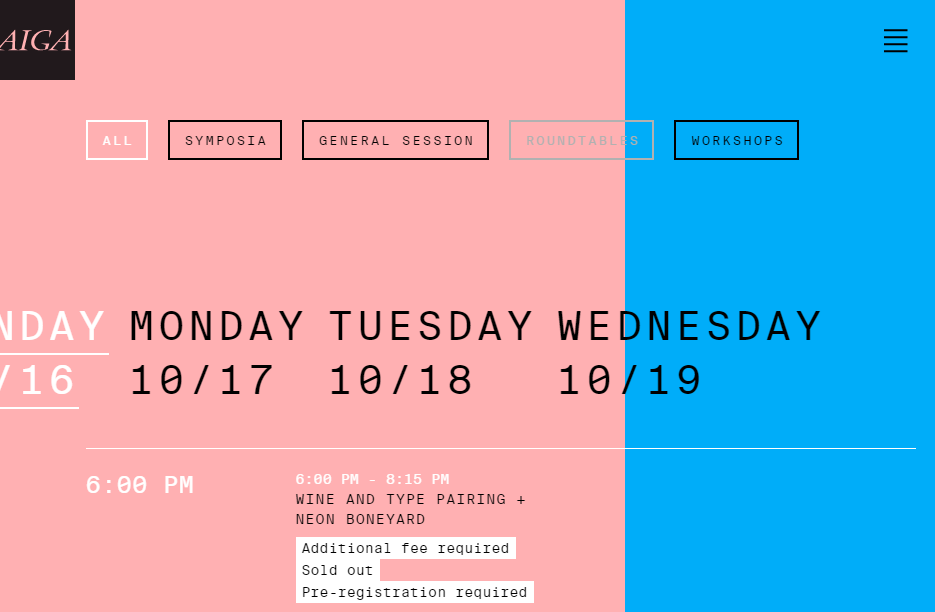 AIGA
ALL
SYMPOSIA
GENERAL SESSION
ROUNDTABLES
WORKSHOPS
NDAY MONDAY TUESDAY WEDNESDAY
/16 10/17 10/18 10/19
6:00 PM
6:00 PM - 8:15 PM
WINE AND TYPE PAIRING +
NEON BONEYARD
Additional fee required
Sold out
Pre-registration required